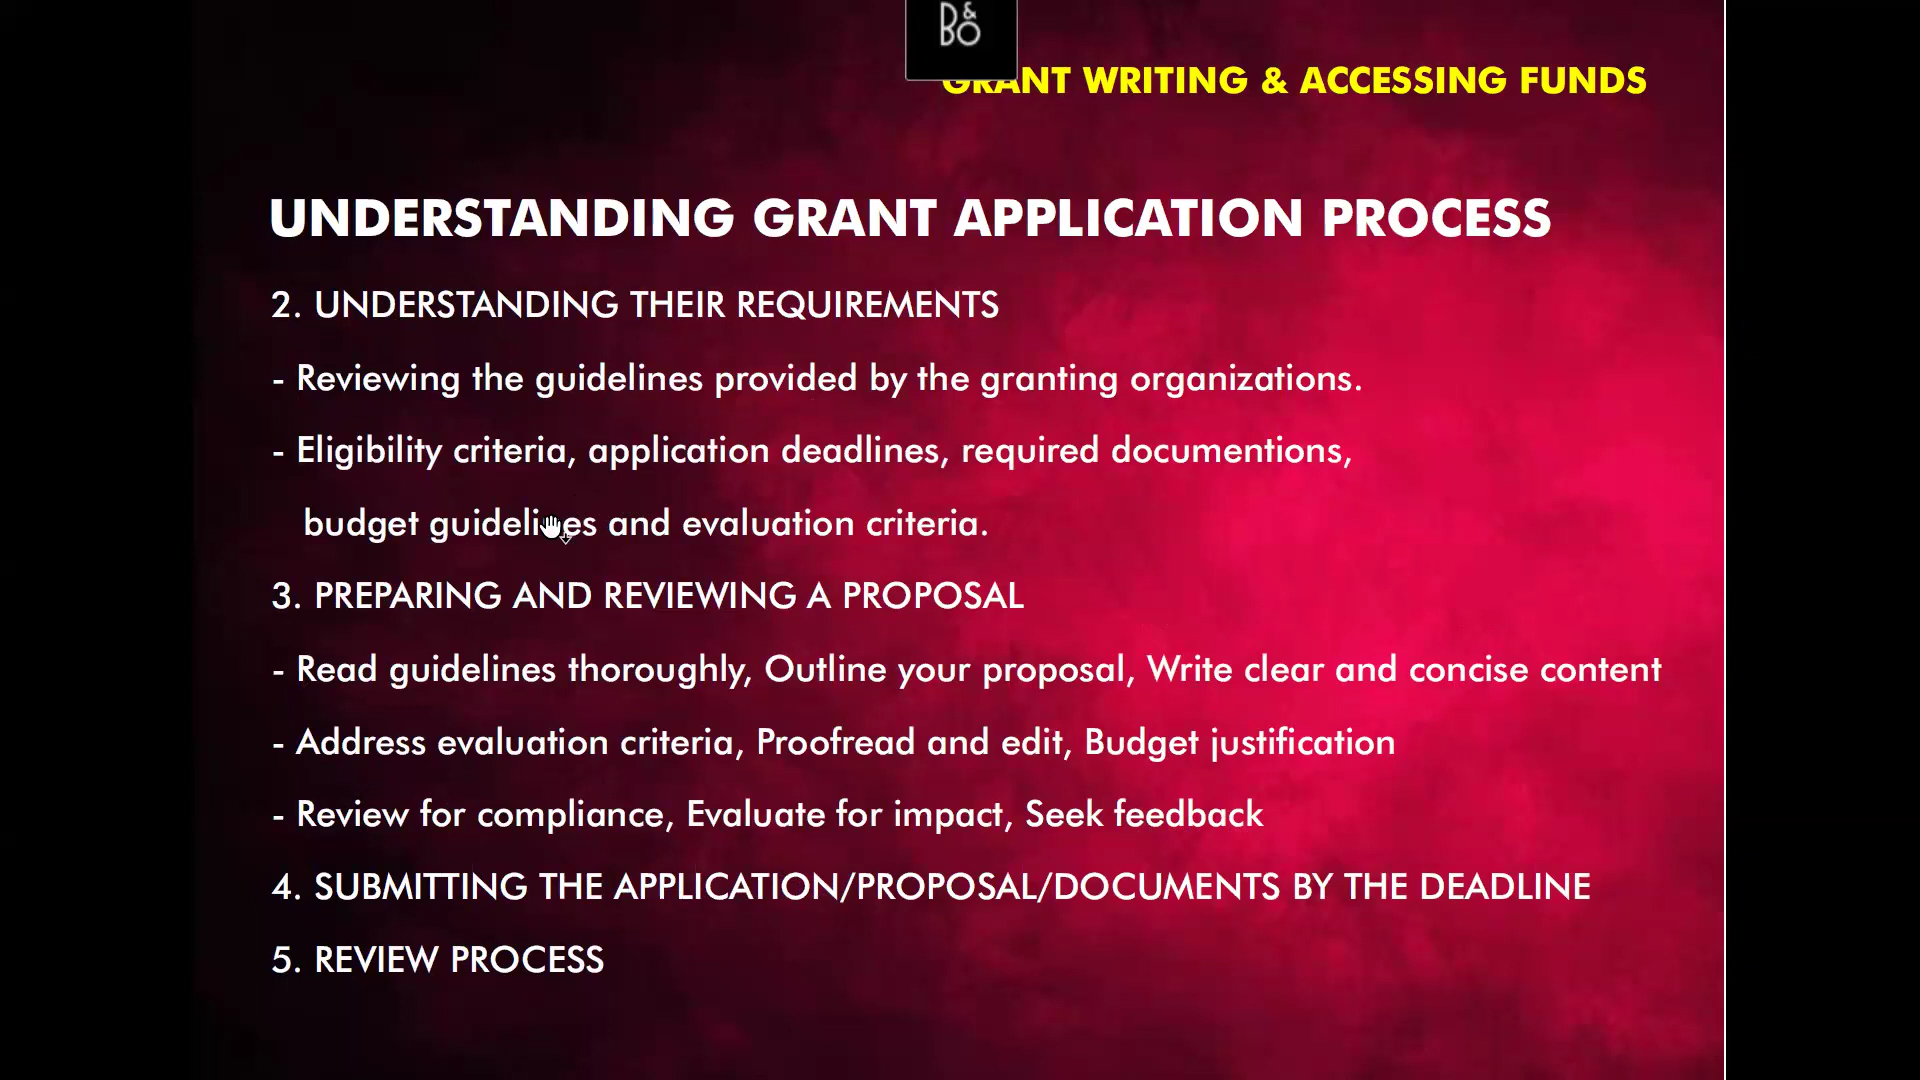 B&O
GRANT WRITING & ACCESSING FUNDS
UNDERSTANDING GRANT APPLICATION PROCESS
2. UNDERSTANDING THEIR REQUIREMENTS
- Reviewing the guidelines provided by the granting organizations.
- Eligibility criteria, application deadlines, required documentions,
budget guidelines and evaluation criteria.
3. PREPARING AND REVIEWING A PROPOSAL
- Read guidelines thoroughly, Outline your proposal, Write clear and concise content
- Address evaluation criteria, Proofread and edit, Budget justification
- Review for compliance, Evaluate for impact, Seek feedback
4. SUBMITTING THE APPLICATION/PROPOSAL/DOCUMENTS BY THE DEADLINE
5. REVIEW PROCESS